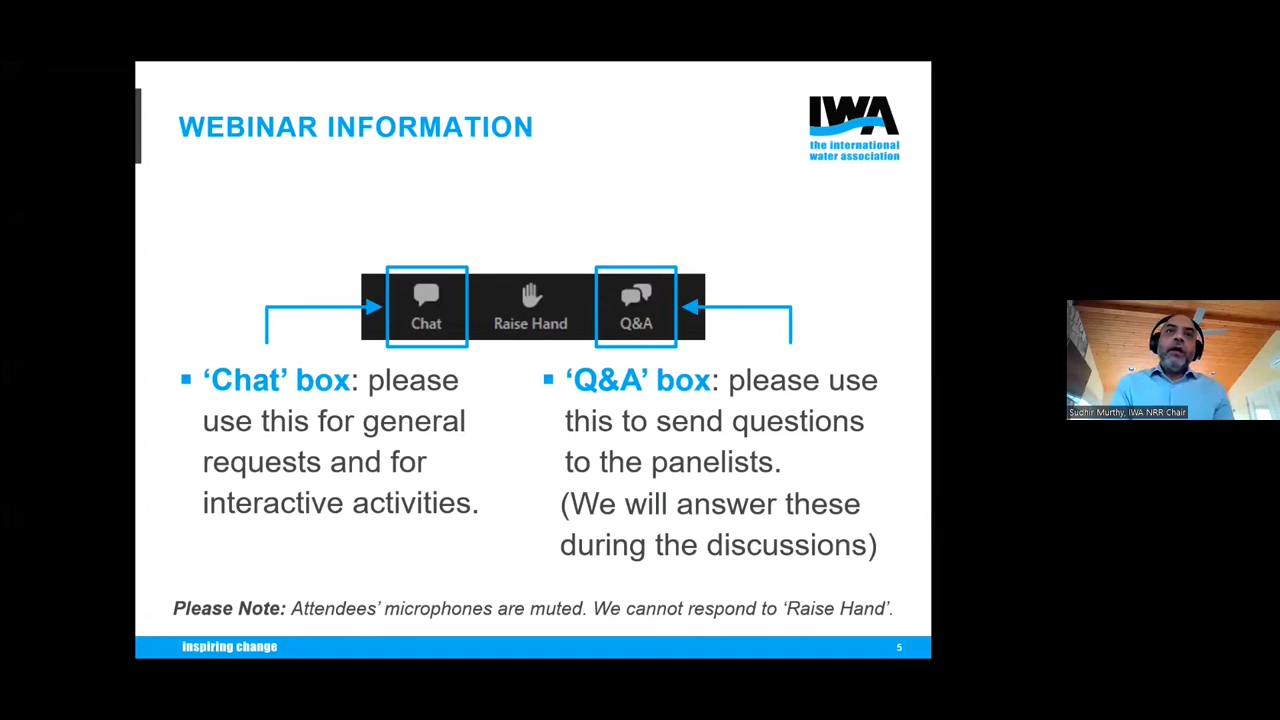 WEBINAR INFORMATION
IWA
the international
water association
Chat
Raise Hand
Q&A
▪ ‘Chat’ box: please
use this for general
requests and for
interactive activities.
▪ ‘Q&A’ box: please use
this to send questions
to the panelists.
(We will answer these
during the discussions)
Please Note: Attendees’ microphones are muted. We cannot respond to ‘Raise Hand’.
inspiring change
5
Sudhir Murthy, IWA NRR Chair